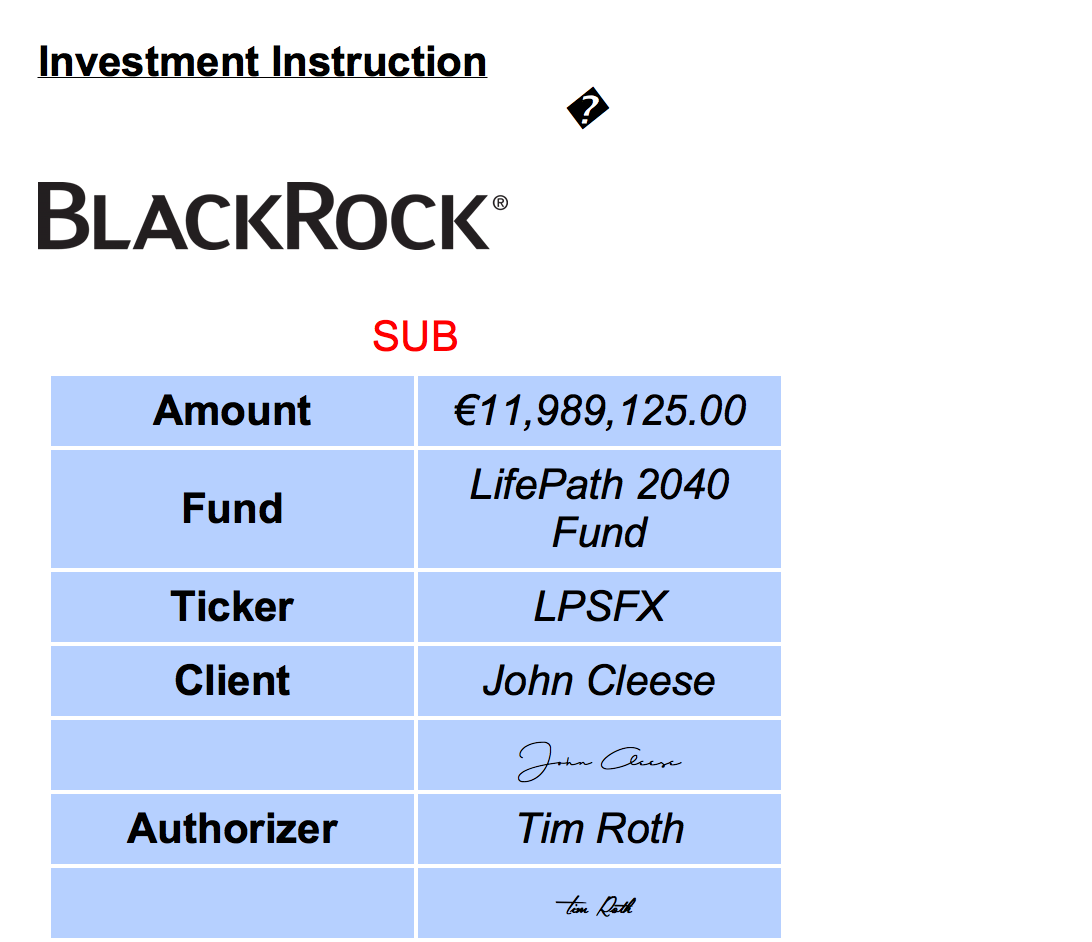 Investment Instruction
�
BLACKROCK®
SUB
Amount €11,989,125.00
Fund LifePath 2040
Fund
Ticker LPSFX
Client John Cleese
John Cleese
Authorizer Tim Roth
Tim Roth